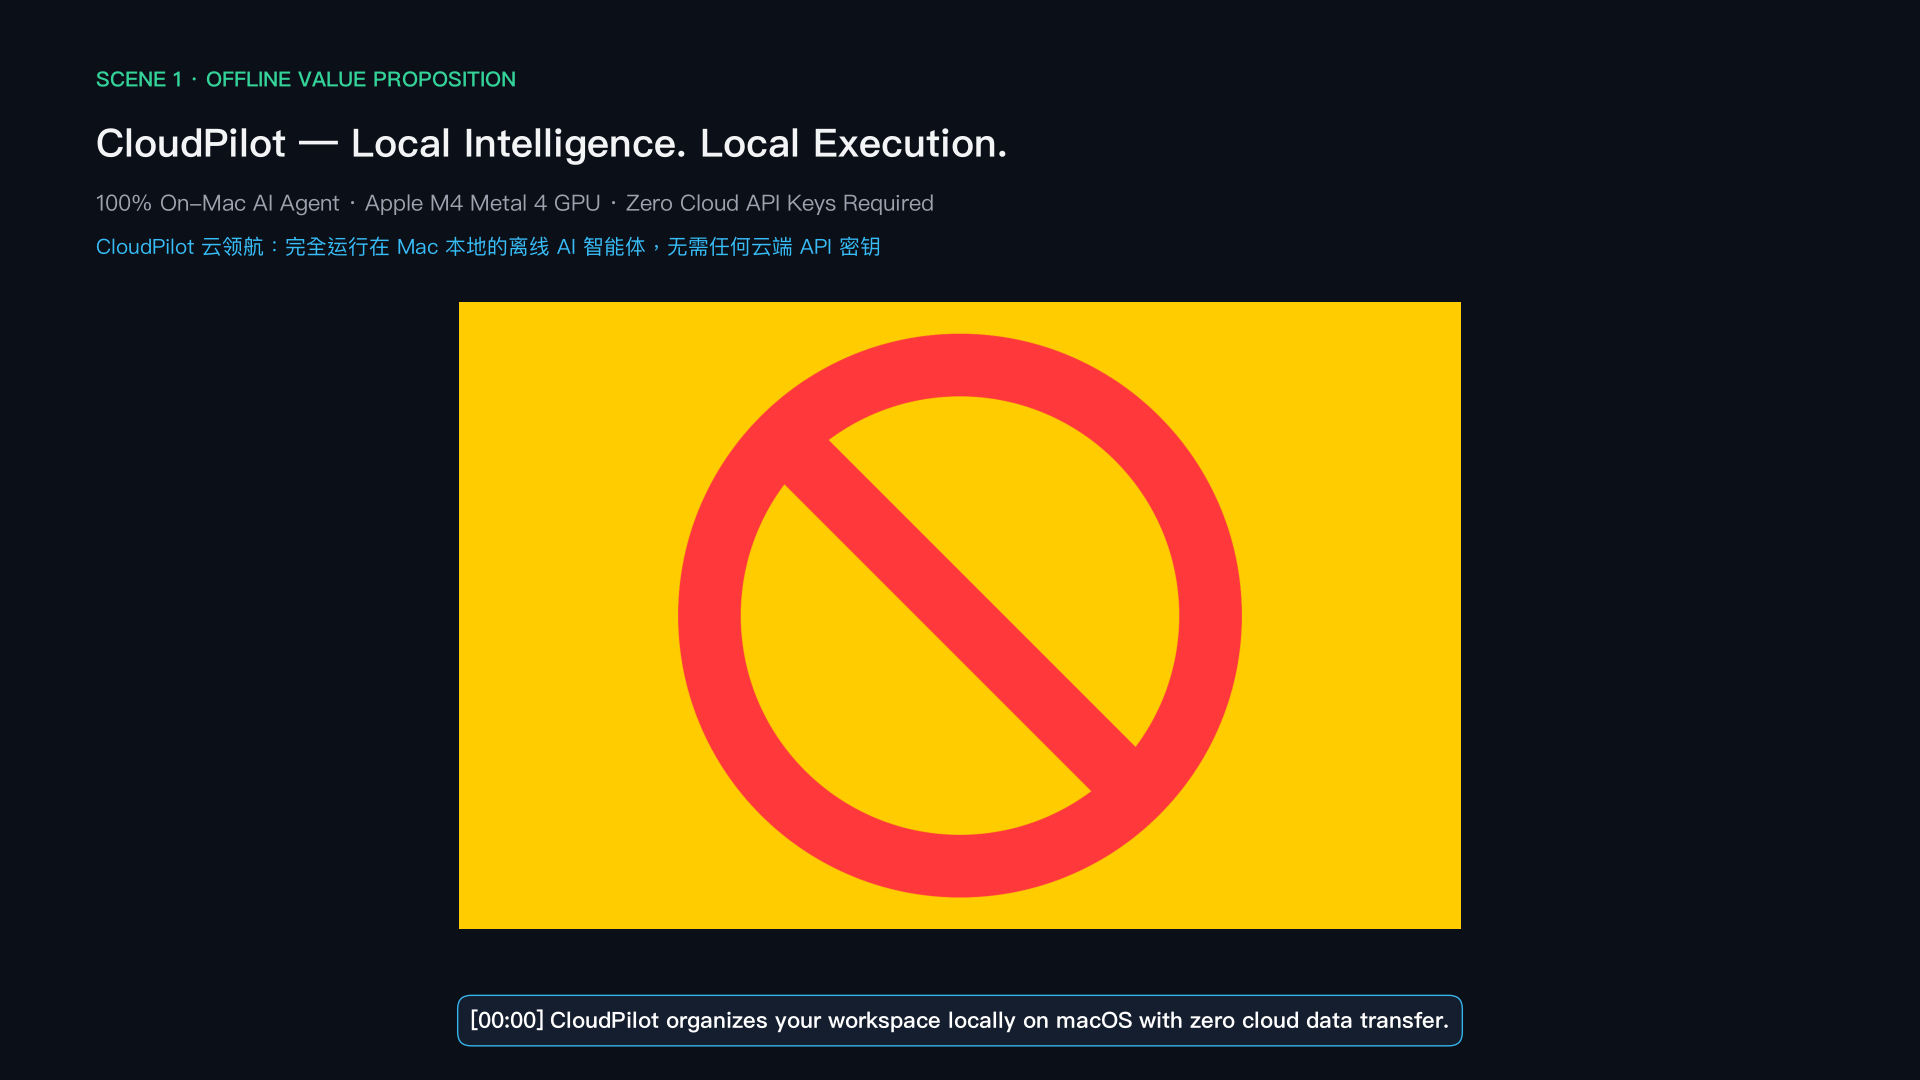 SCENE 1 · OFFLINE VALUE PROPOSITION
CloudPilot — Local Intelligence. Local Execution.
100% On-Mac AI Agent · Apple M4 Metal 4 GPU · Zero Cloud API Keys Required
CloudPilot 云领航：完全运行在 Mac 本地的离线 AI 智能体，无需任何云端 API 密钥
[00:00] CloudPilot organizes your workspace locally on macOS with zero cloud data transfer.